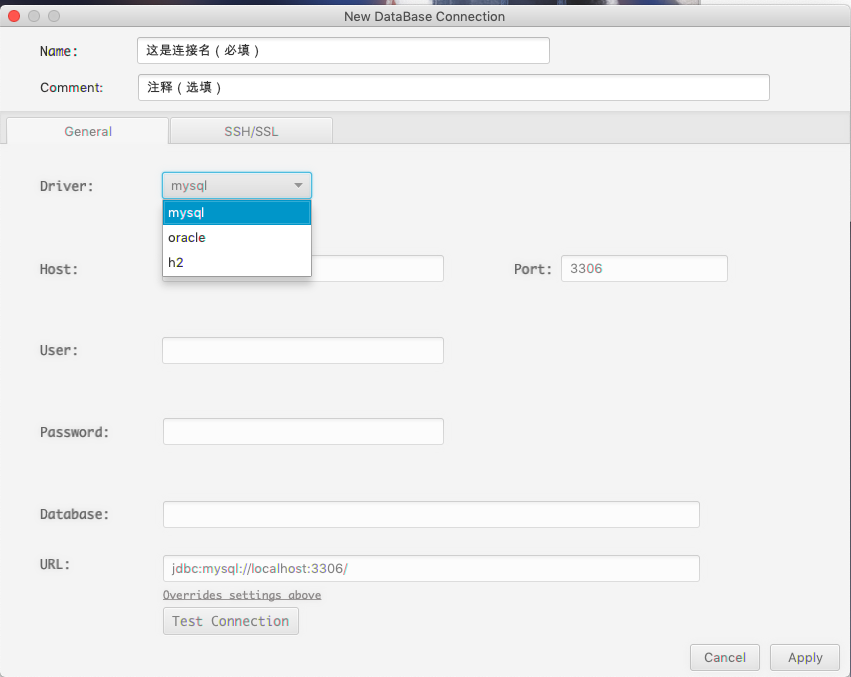 New DataBase Connection
Name: 这是连接名（必填）
Comment: 注释（选填）
General SSH/SSL
Driver: mysql
mysql
oracle
h2
Host: Port: 3306
User:
Password:
Database:
URL: jdbc:mysql://localhost:3306/
Overrides settings above
Test Connection
Cancel Apply